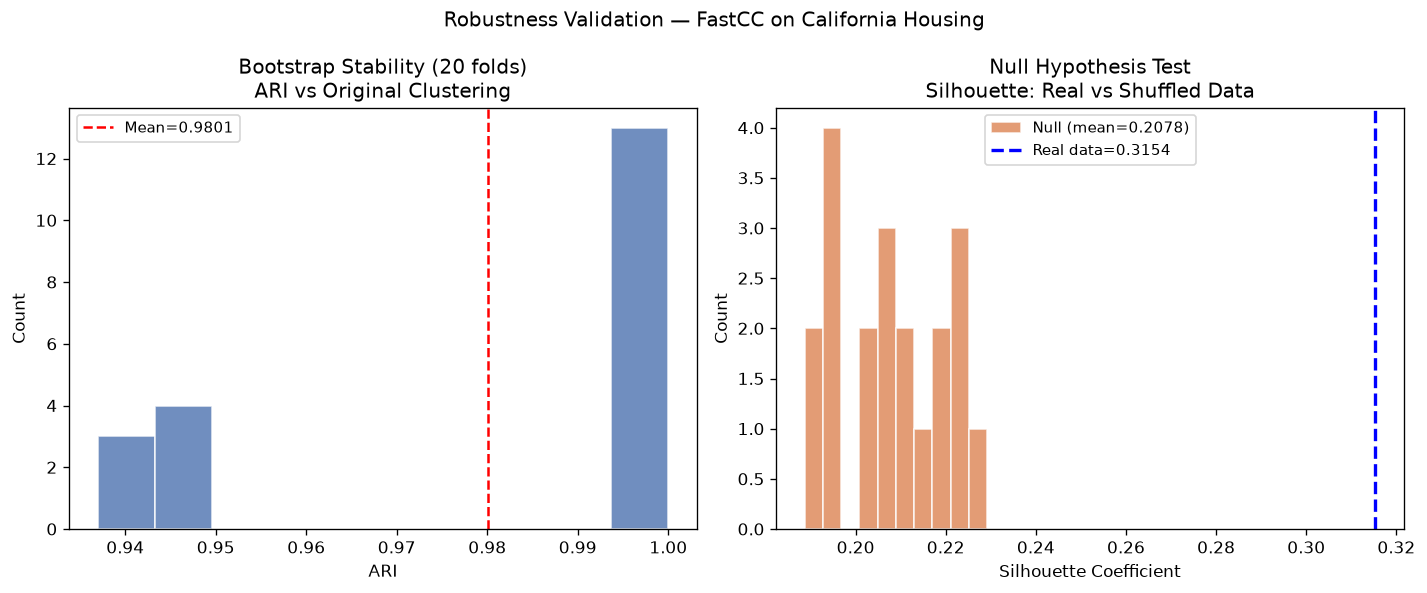 Robustness Validation — FastCC on California Housing
Bootstrap Stability (20 folds)
ARI vs Original Clustering
Mean=0.9801
Count
12
10
8
6
4
2
0
0.94 0.95 0.96 0.97 0.98 0.99 1.00
ARI
Null Hypothesis Test
Silhouette: Real vs Shuffled Data
Null (mean=0.2078)
Real data=0.3154
Count
4.0
3.5
3.0
2.5
2.0
1.5
1.0
0.5
0.0
0.20 0.22 0.24 0.26 0.28 0.30 0.32
Silhouette Coefficient